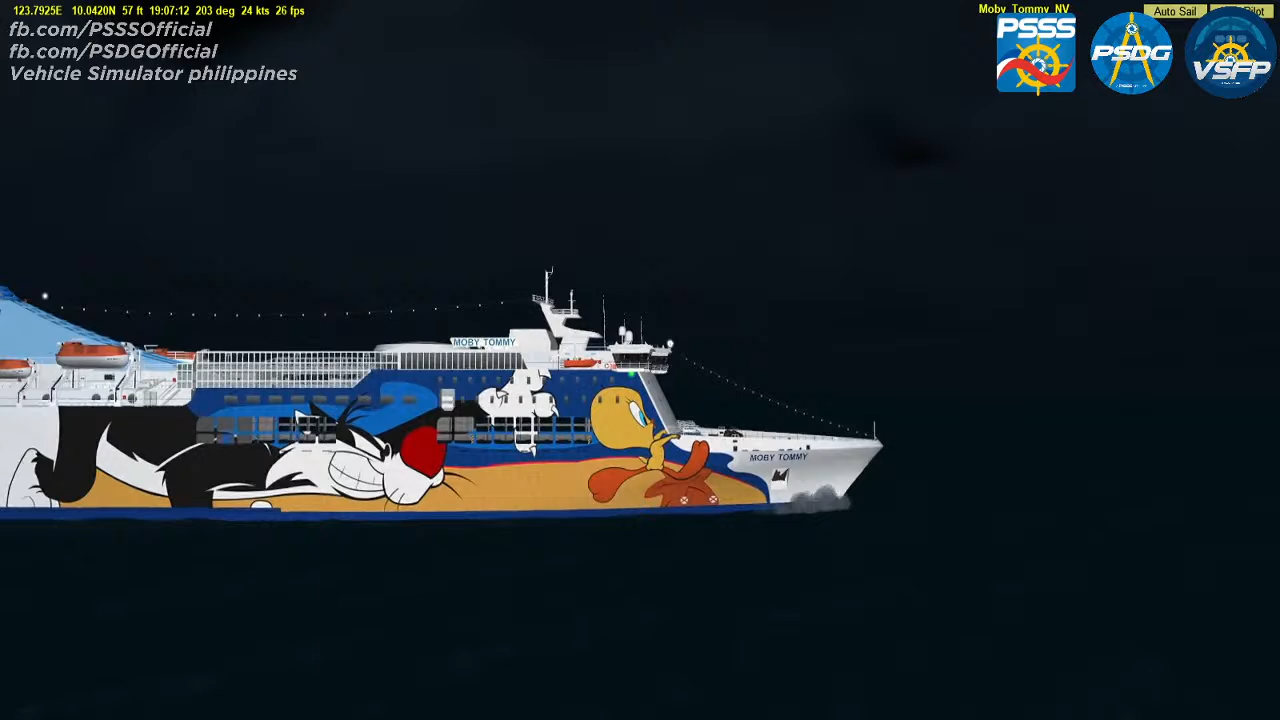 123.7925E 10.0420N 57 ft 19:07:12 203 deg 24 kts 26 fps
Moby_Tommy_NV
Auto Sail
fb.com/PSSSOfficial
fb.com/PSDGOfficial
Vehicle Simulator philippines
PSSS
PSDG
VSFP
MOBY TOMMY
MOBY TOMMY